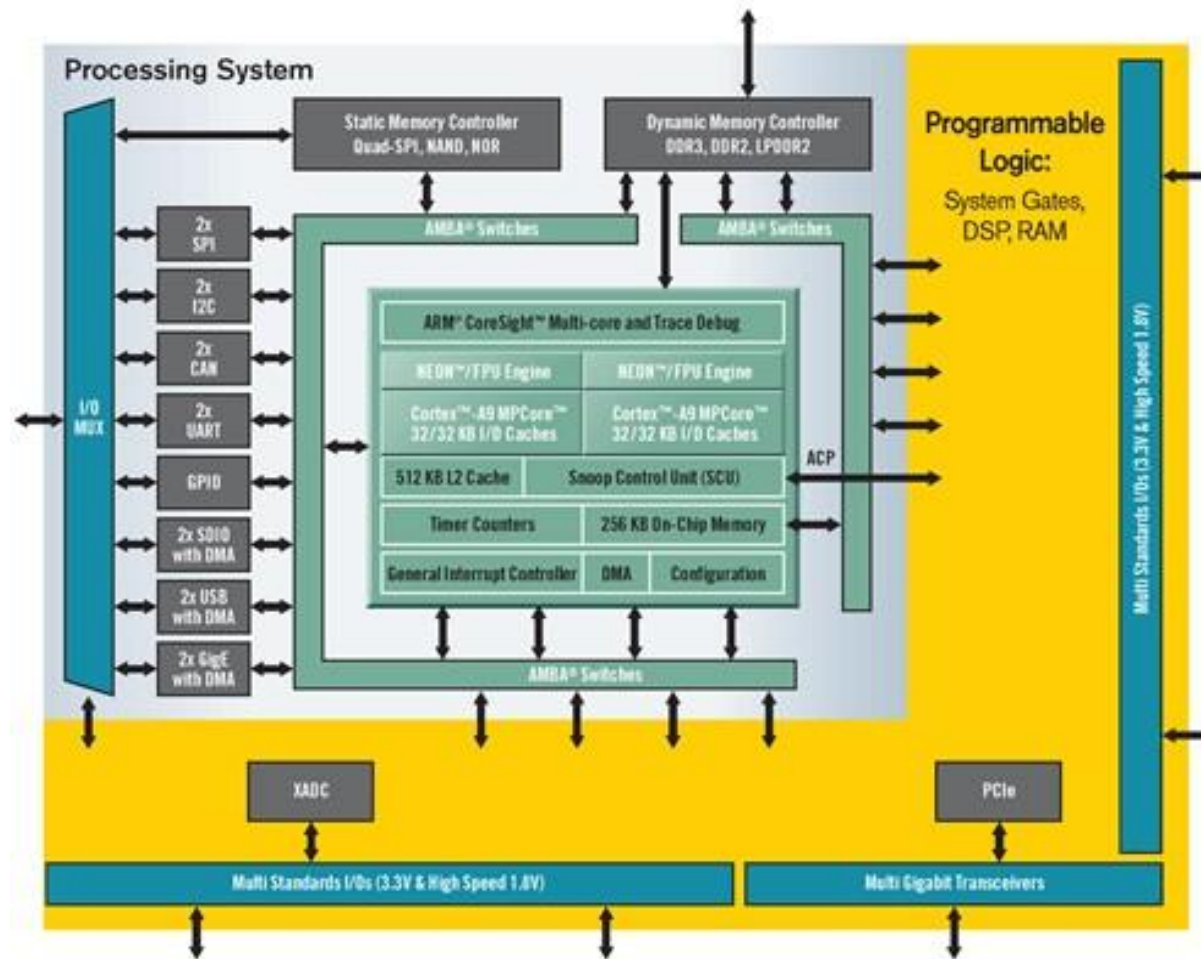 Processing System
Static Memory Controller
Quad-SPI, NAND, NOR
Dynamic Memory Controller
DDR3, DDR2, LPDDR2
Programmable
Logic:
System Gates,
DSP, RAM
AMBA® Switches
AMBA® Switches
2x
SPI
2x
I2C
2x
CAN
2x
UART
GPIO
2x SDIO
with DMA
2x USB
with DMA
2x GigE
with DMA
I/O
MUX
ARM® CoreSight™ Multi-core and Trace Debug
NEON™/FPU Engine
NEON™/FPU Engine
Cortex™-A9 MPCore™
32/32 KB I/D Caches
Cortex™-A9 MPCore™
32/32 KB I/D Caches
512 KB L2 Cache
Snoop Control Unit (SCU)
Timer Counters
256 KB On-Chip Memory
General Interrupt Controller
DMA
Configuration
ACP
AMBA® Switches
Multi Standards I/Os (3.3V & High Speed 1.8V)
XADC
PCIe
Multi Standards I/Os (3.3V & High Speed 1.8V)
Multi Gigabit Transceivers